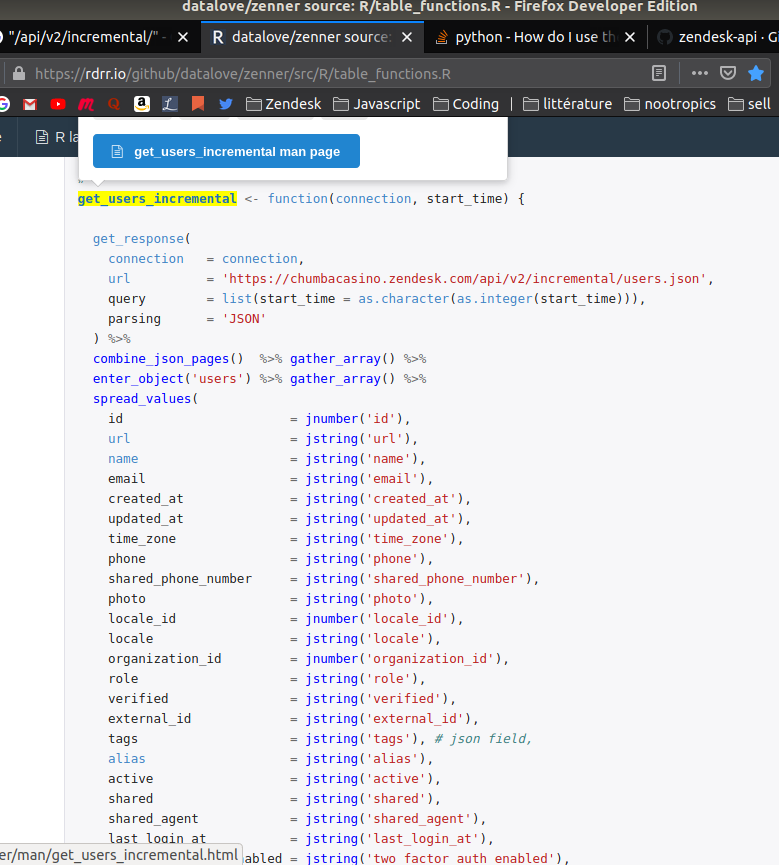 datalove/zenner source: R/table_functions.R - Firefox Developer Edition
"/api/v2/incremental/" - × R datalove/zenner source: × python - How do I use th × zendesk-api · Gi
https://rdrr.io/github/datalove/zenner/src/R/table_functions.R
Zendesk Javascript Coding | littérature nootropics sell
R la
get_users_incremental man page
get_users_incremental <- function(connection, start_time) {
get_response(
connection = connection,
url = 'https://chumbacasino.zendesk.com/api/v2/incremental/users.json',
query = list(start_time = as.character(as.integer(start_time))),
parsing = 'JSON'
) %>%
combine_json_pages() %>% gather_array() %>%
enter_object('users') %>% gather_array() %>%
spread_values(
id = jnumber('id'),
url = jstring('url'),
name = jstring('name'),
email = jstring('email'),
created_at = jstring('created_at'),
updated_at = jstring('updated_at'),
time_zone = jstring('time_zone'),
phone = jstring('phone'),
shared_phone_number = jstring('shared_phone_number'),
photo = jstring('photo'),
locale_id = jnumber('locale_id'),
locale = jstring('locale'),
organization_id = jnumber('organization_id'),
role = jstring('role'),
verified = jstring('verified'),
external_id = jstring('external_id'),
tags = jstring('tags'), # json field,
alias = jstring('alias'),
active = jstring('active'),
shared = jstring('shared'),
shared_agent = jstring('shared_agent'),
last_login_at = jstring('last_login_at'),
er/man/get_users_incremental.html abled = jstring('two_factor_auth_enabled'),